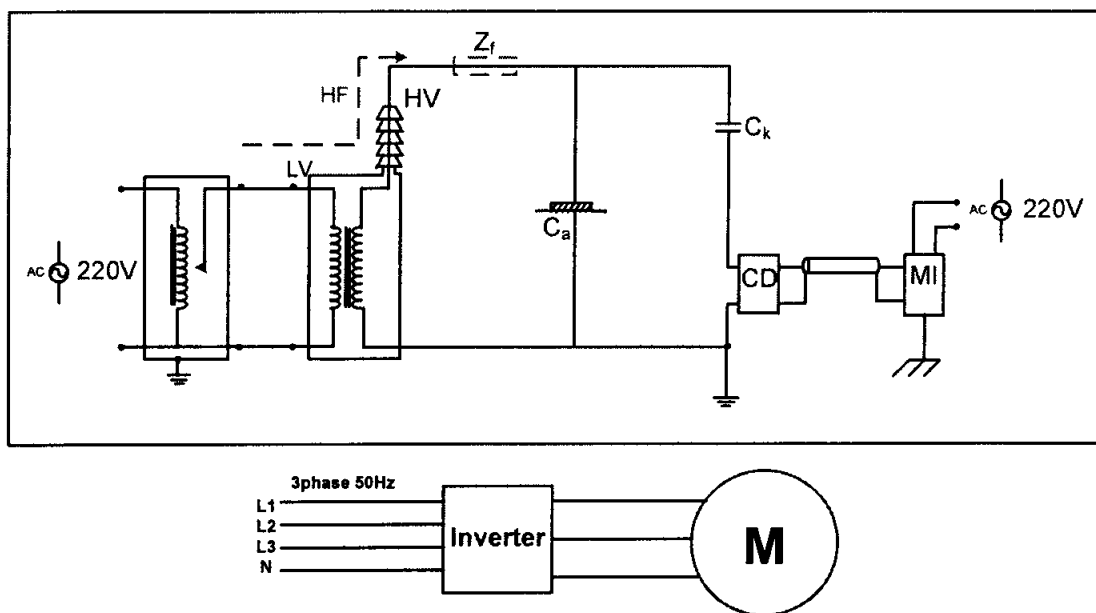 Z_f
HF
HV
C_k
LV
AC 220V
C_a
AC 220V
CD
MI
3phase 50Hz
L1
L2
L3
N
Inverter
M